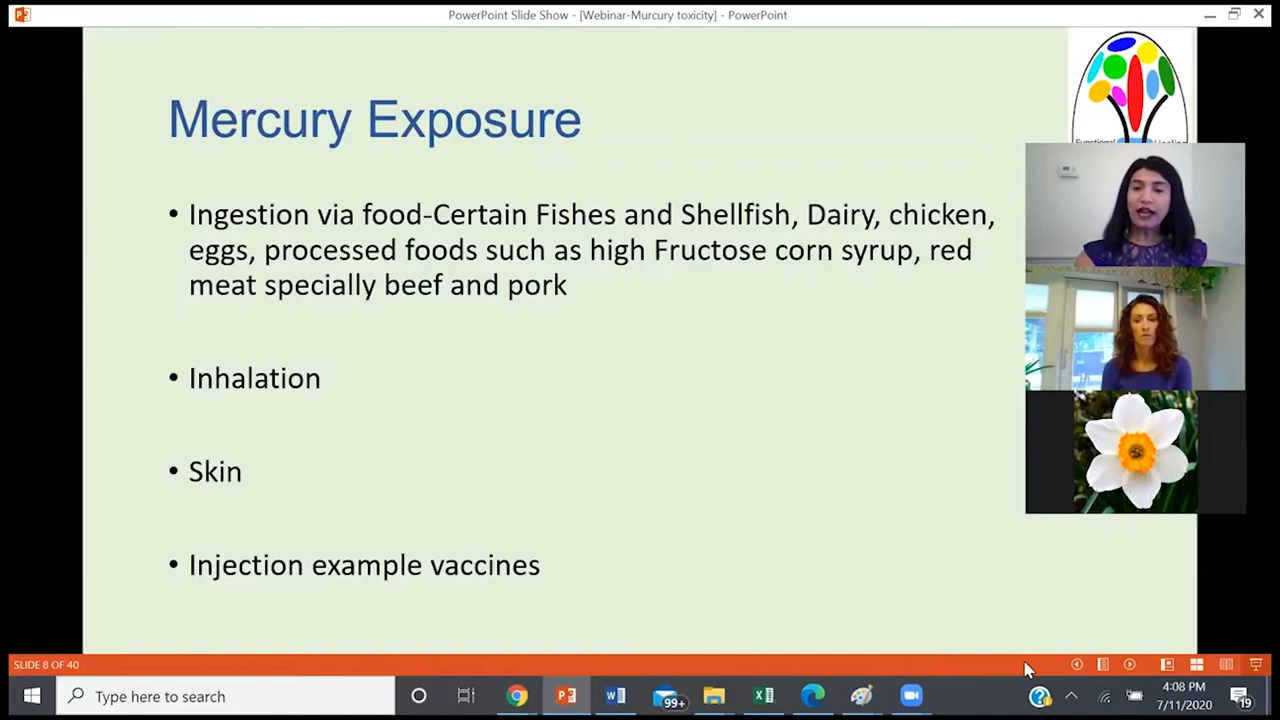 PowerPoint Slide Show - [Webinar-Murcury toxicity] - PowerPoint
Mercury Exposure
• Ingestion via food-Certain Fishes and Shellfish, Dairy, chicken,
eggs, processed foods such as high Fructose corn syrup, red
meat specially beef and pork
• Inhalation
• Skin
• Injection example vaccines
SLIDE 8 OF 40
Type here to search
99+
4:08 PM
7/11/2020
19